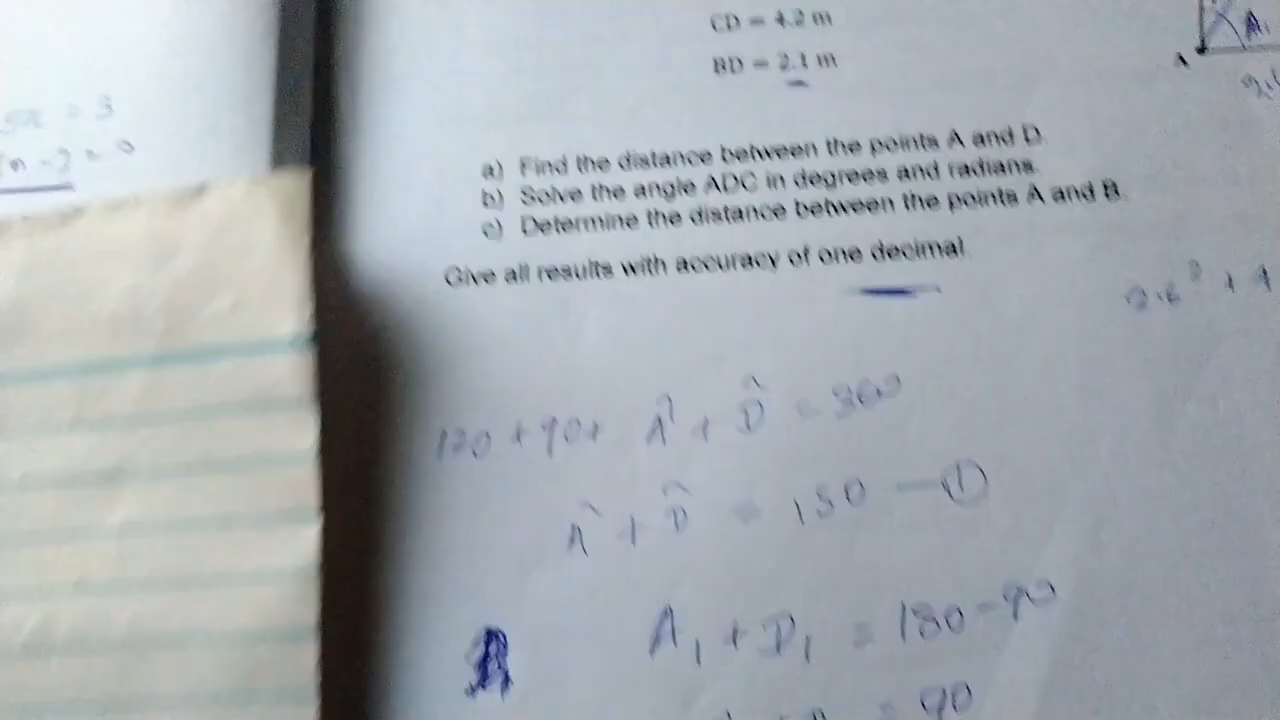 CD = 4.2 m
BD = 2.1 m
A
A₁
a) Find the distance between the points A and D.
b) Solve the angle ADC in degrees and radians.
c) Determine the distance between the points A and B.
Give all results with accuracy of one decimal.
120 + 90 + Â + D̂ = 360
Â + D̂ = 150 — ①
A₁ + D₁ = 180 - 90
= 90